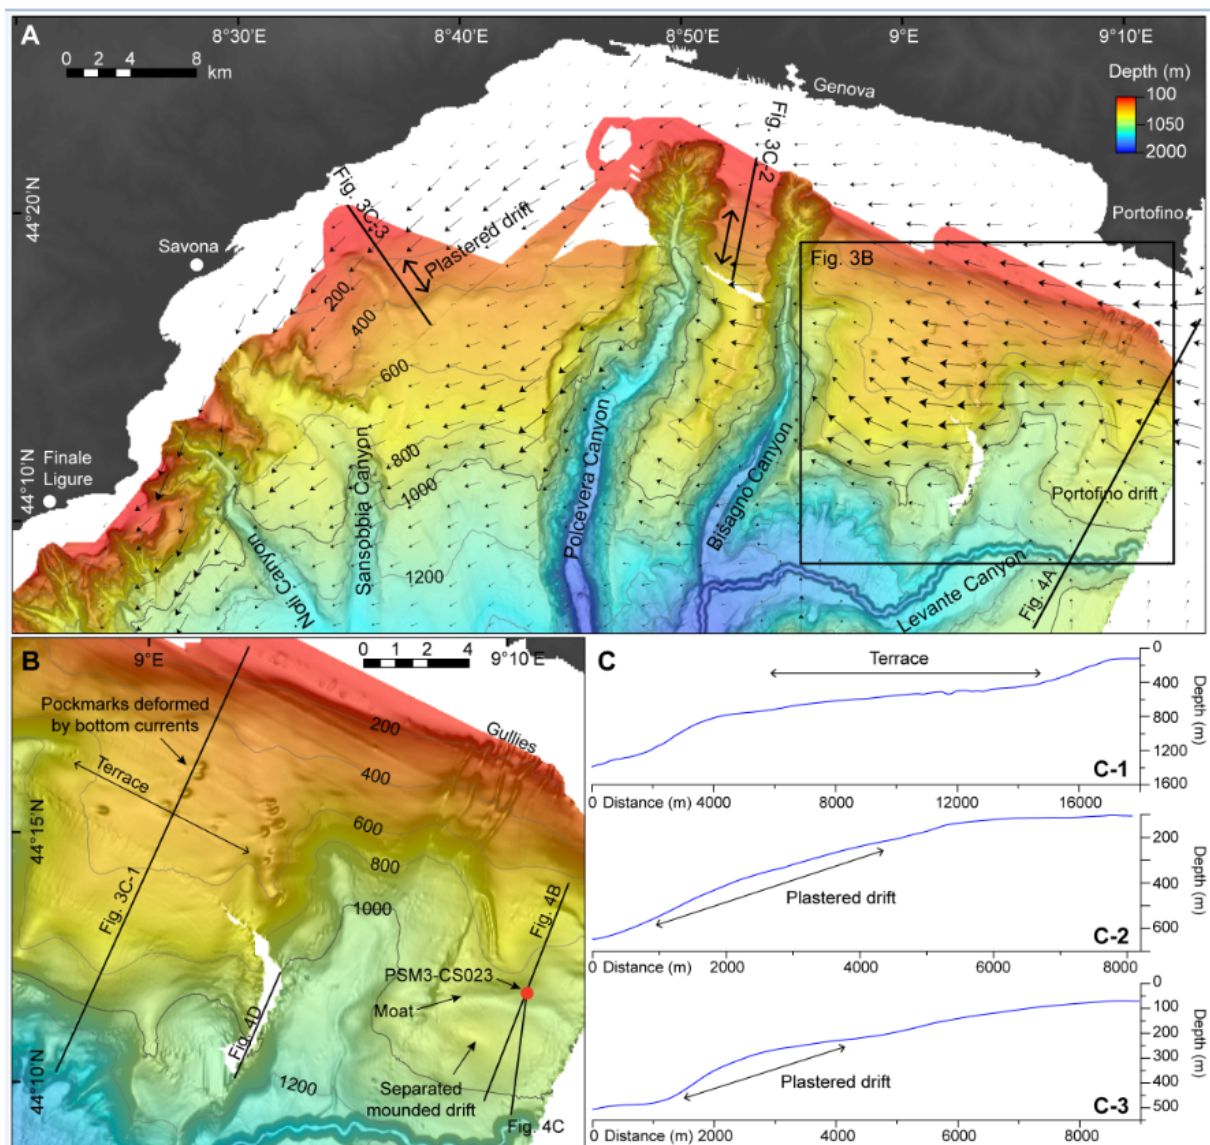 A
8°30'E
8°40'E
8°50'E
9°E
9°10'E
0 2 4 8
km
Genova
Depth (m)
100
1050
2000
Fig. 3C-2
Fig. 3C-3
Plastered drift
44°20'N
Savona
Portofino
Fig. 3B
200
400
600
800
1000
1200
44°10'N
Finale
Ligure
Noli Canyon
Sansobbia Canyon
Polcevera Canyon
Bisagno Canyon
Levante Canyon
Portofino drift
Fig. 4A
B
9°E
0 1 2 4
9°10'E
Pockmarks deformed
by bottom currents
200
Gullies
Terrace
400
44°15'N
600
800
Fig. 3C-1
1000
Fig. 4B
PSM3-CS023
Moat
Fig. 4D
Separated
mounded drift
44°10'N
1200
Fig. 4C
C
Terrace
0
400
800
1200
1600
Depth (m)
C-1
0 Distance (m) 4000 8000 12000 16000
200
400
600
Depth (m)
Plastered drift
C-2
0 Distance (m) 2000 4000 6000 8000
0
100
200
300
400
500
Depth (m)
Plastered drift
C-3
0 Distance (m) 2000 4000 6000 8000